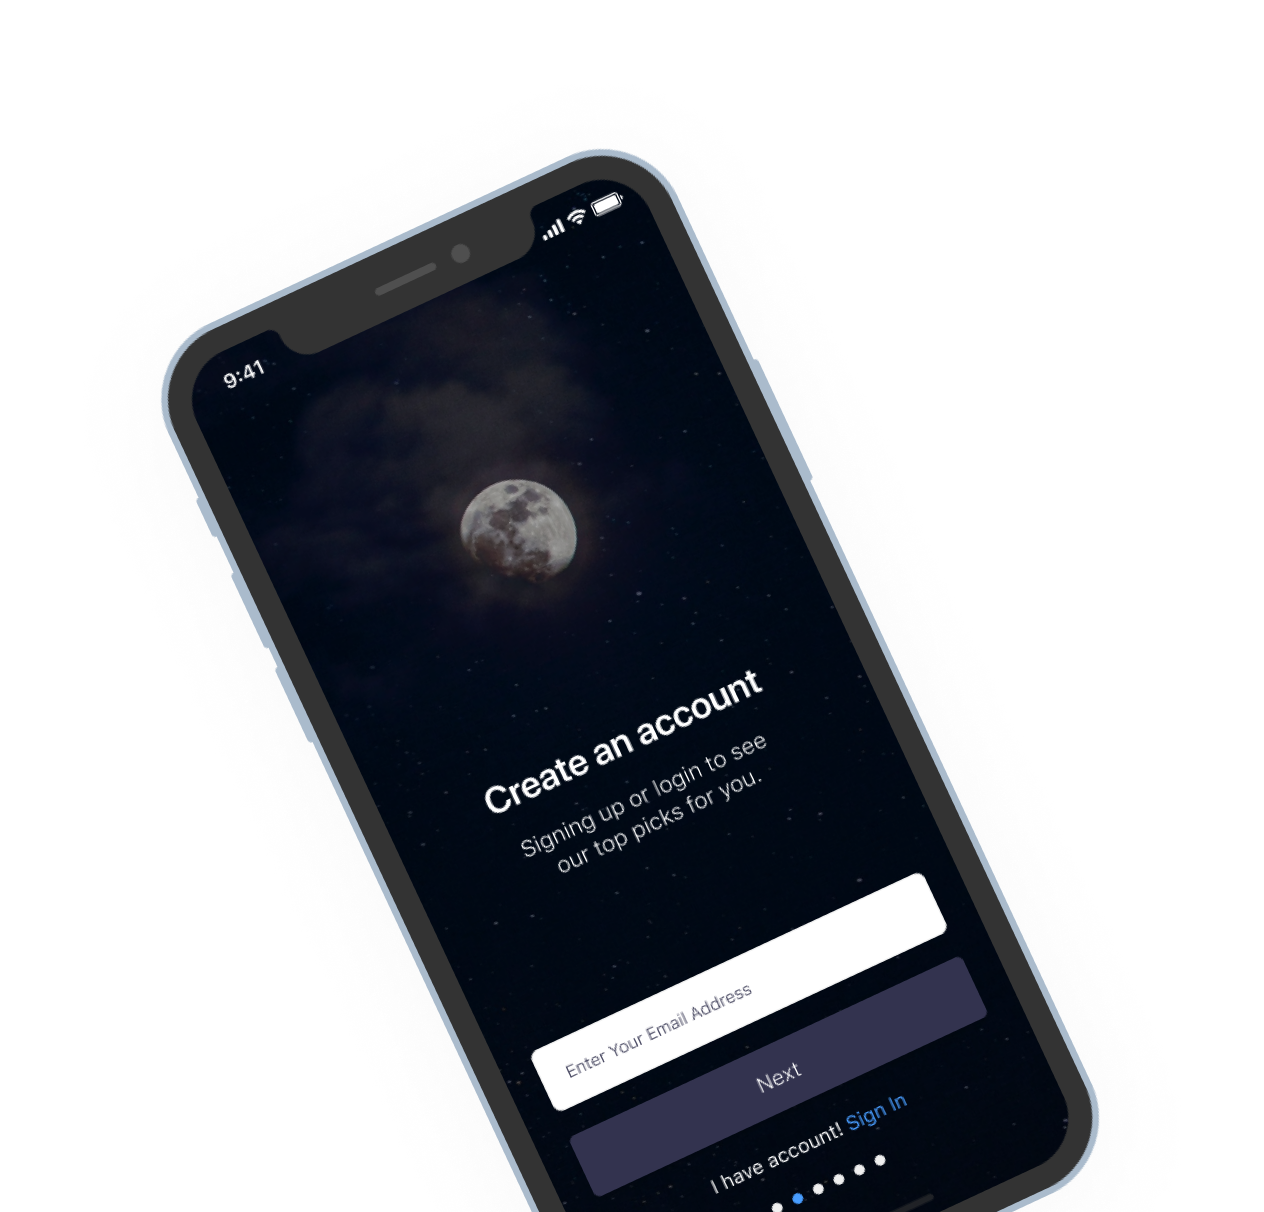 9:41
Create an account
Signing up or login to see
our top picks for you.
Enter Your Email Address
Next
I have account! Sign In